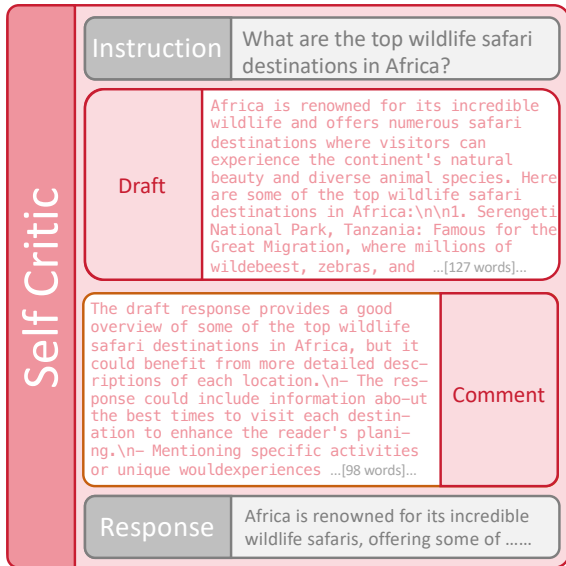 Self Critic
Instruction
What are the top wildlife safari
destinations in Africa?
Draft
Africa is renowned for its incredible
wildlife and offers numerous safari
destinations where visitors can
experience the continent's natural
beauty and diverse animal species. Here
are some of the top wildlife safari
destinations in Africa:\n\n1. Serengeti
National Park, Tanzania: Famous for the
Great Migration, where millions of
wildebeest, zebras, and ...[127 words]...
The draft response provides a good
overview of some of the top wildlife
safari destinations in Africa, but it
could benefit from more detailed desc-
riptions of each location.\n- The res-
ponse could include information abo-ut
the best times to visit each destin-
ation to enhance the reader's plani-
ng.\n- Mentioning specific activities
or unique wouldexperiences ...[98 words]...
Comment
Response
Africa is renowned for its incredible
wildlife safaris, offering some of ......